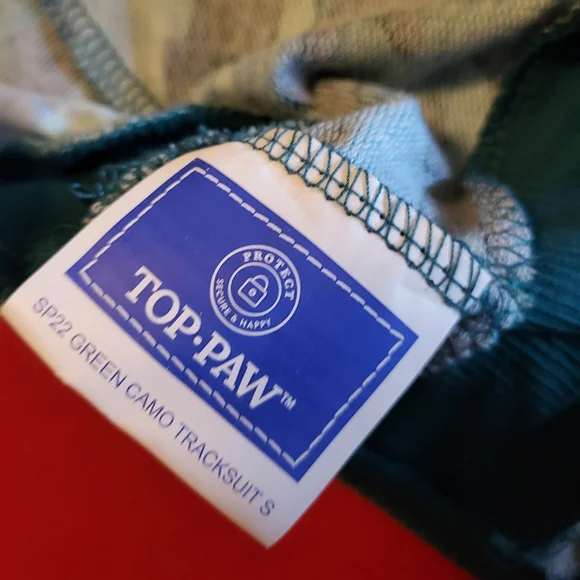 PROTECT
SECURE & HAPPY
TOP•PAW™
SP22 GREEN CAMO TRACKSUIT S